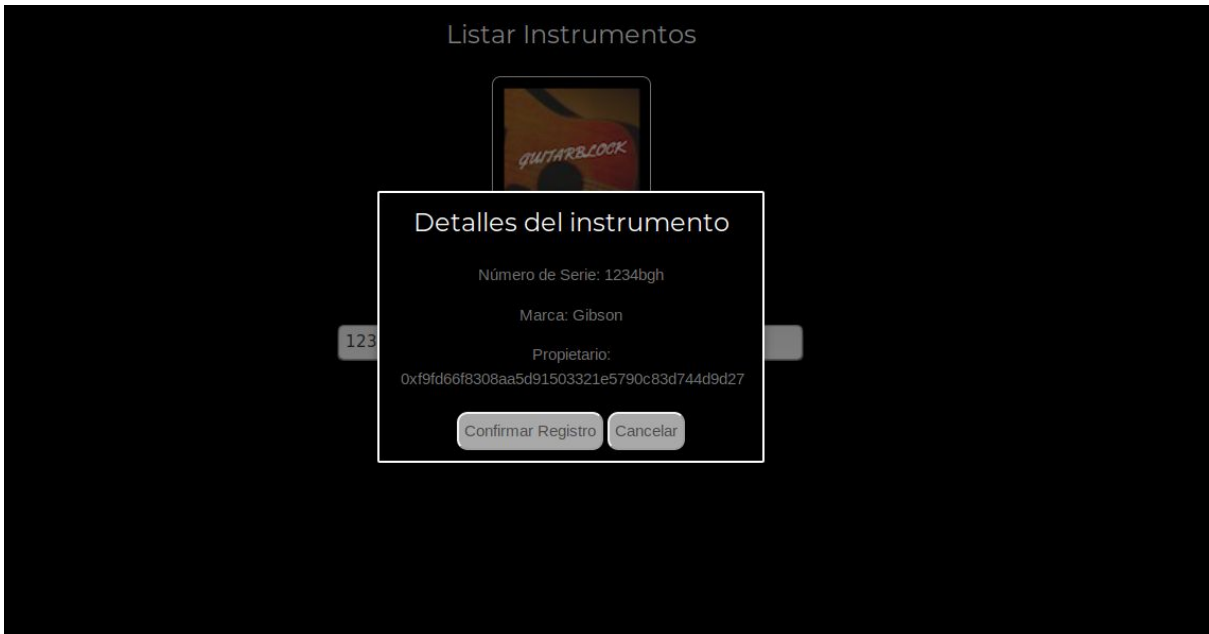 Listar Instrumentos
GUITARBLOCK
Detalles del instrumento
Número de Serie: 1234bgh
Marca: Gibson
123
Propietario:
0xf9fd66f8308aa5d91503321e5790c83d744d9d27
Confirmar Registro Cancelar